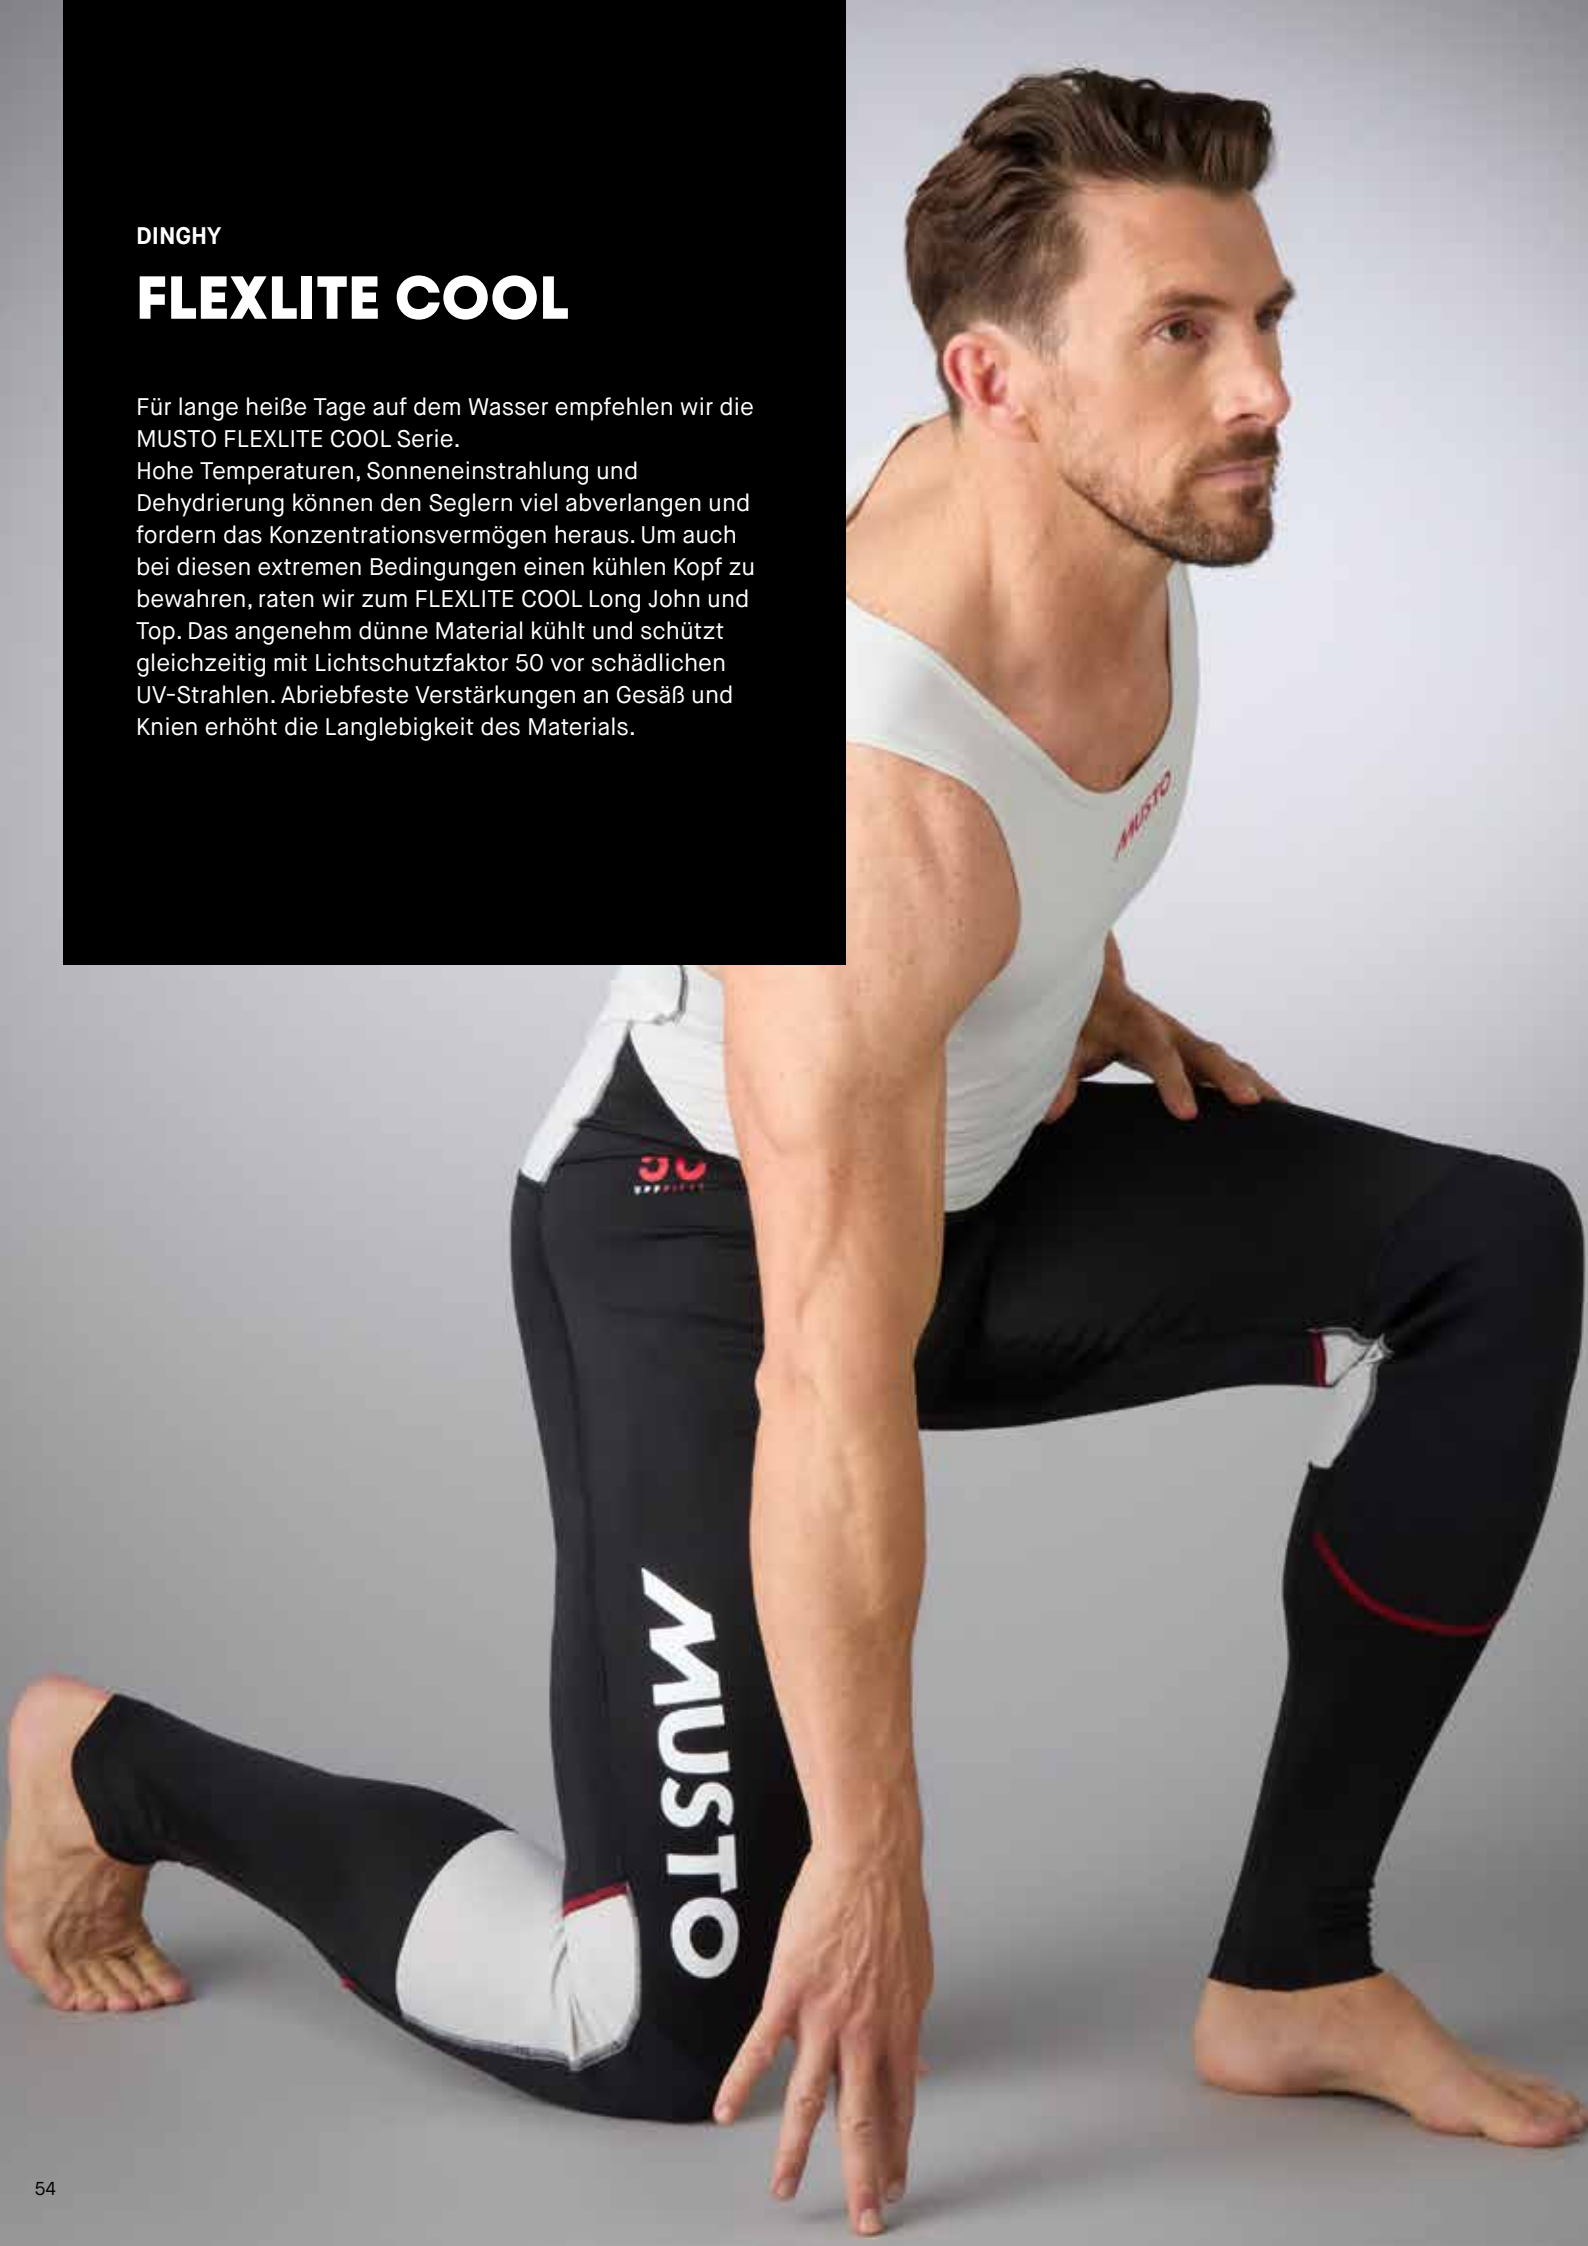 DINGHY
FLEXLITE COOL
Für lange heiße Tage auf dem Wasser empfehlen wir die
MUSTO FLEXLITE COOL Serie.
Hohe Temperaturen, Sonneneinstrahlung und
Dehydrierung können den Seglern viel abverlangen und
fordern das Konzentrationsvermögen heraus. Um auch
bei diesen extremen Bedingungen einen kühlen Kopf zu
bewahren, raten wir zum FLEXLITE COOL Long John und
Top. Das angenehm dünne Material kühlt und schützt
gleichzeitig mit Lichtschutzfaktor 50 vor schädlichen
UV-Strahlen. Abriebfeste Verstärkungen an Gesäß und
Knien erhöht die Langlebigkeit des Materials.
MUSTO
MUSTO
54